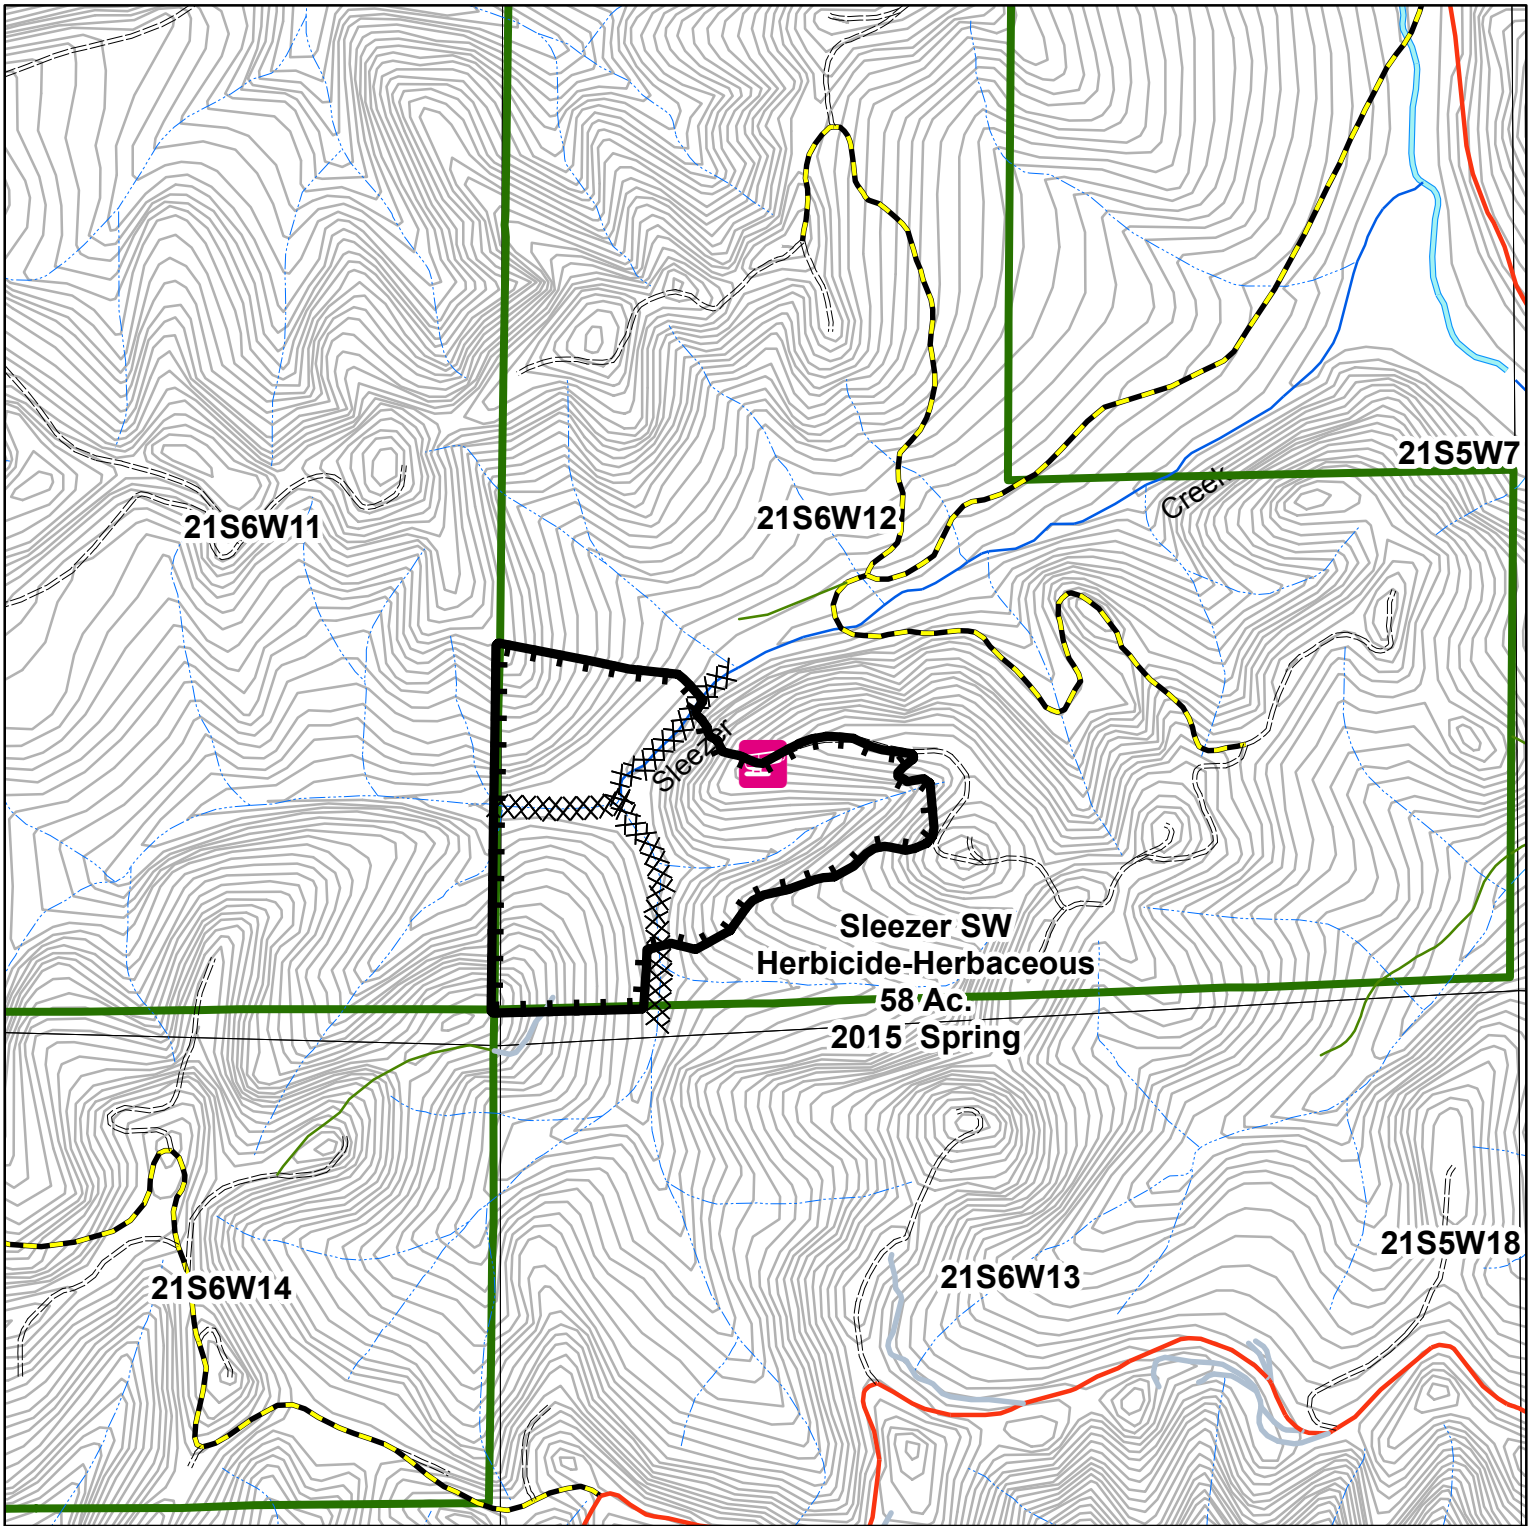 21S5W7
Creek
21S6W12
21S6W11
Sleezer
Sleezer SW
Herbicide-Herbaceous
58 Ac.
2015 Spring
21S5W18
21S6W13
21S6W14